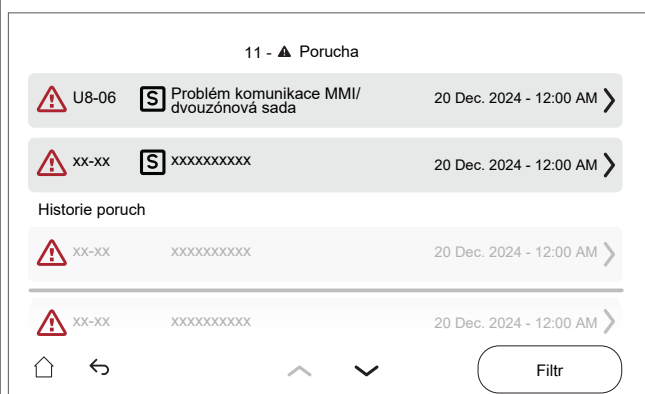 11 - Porucha
U8-06 S Problém komunikace MMI/ 20 Dec. 2024 - 12:00 AM
dvouzónová sada
xx-xx S xxxxxxxxxx 20 Dec. 2024 - 12:00 AM
Historie poruch
xx-xx xxxxxxxxxx 20 Dec. 2024 - 12:00 AM
xx-xx xxxxxxxxxx 20 Dec. 2024 - 12:00 AM
Filtr